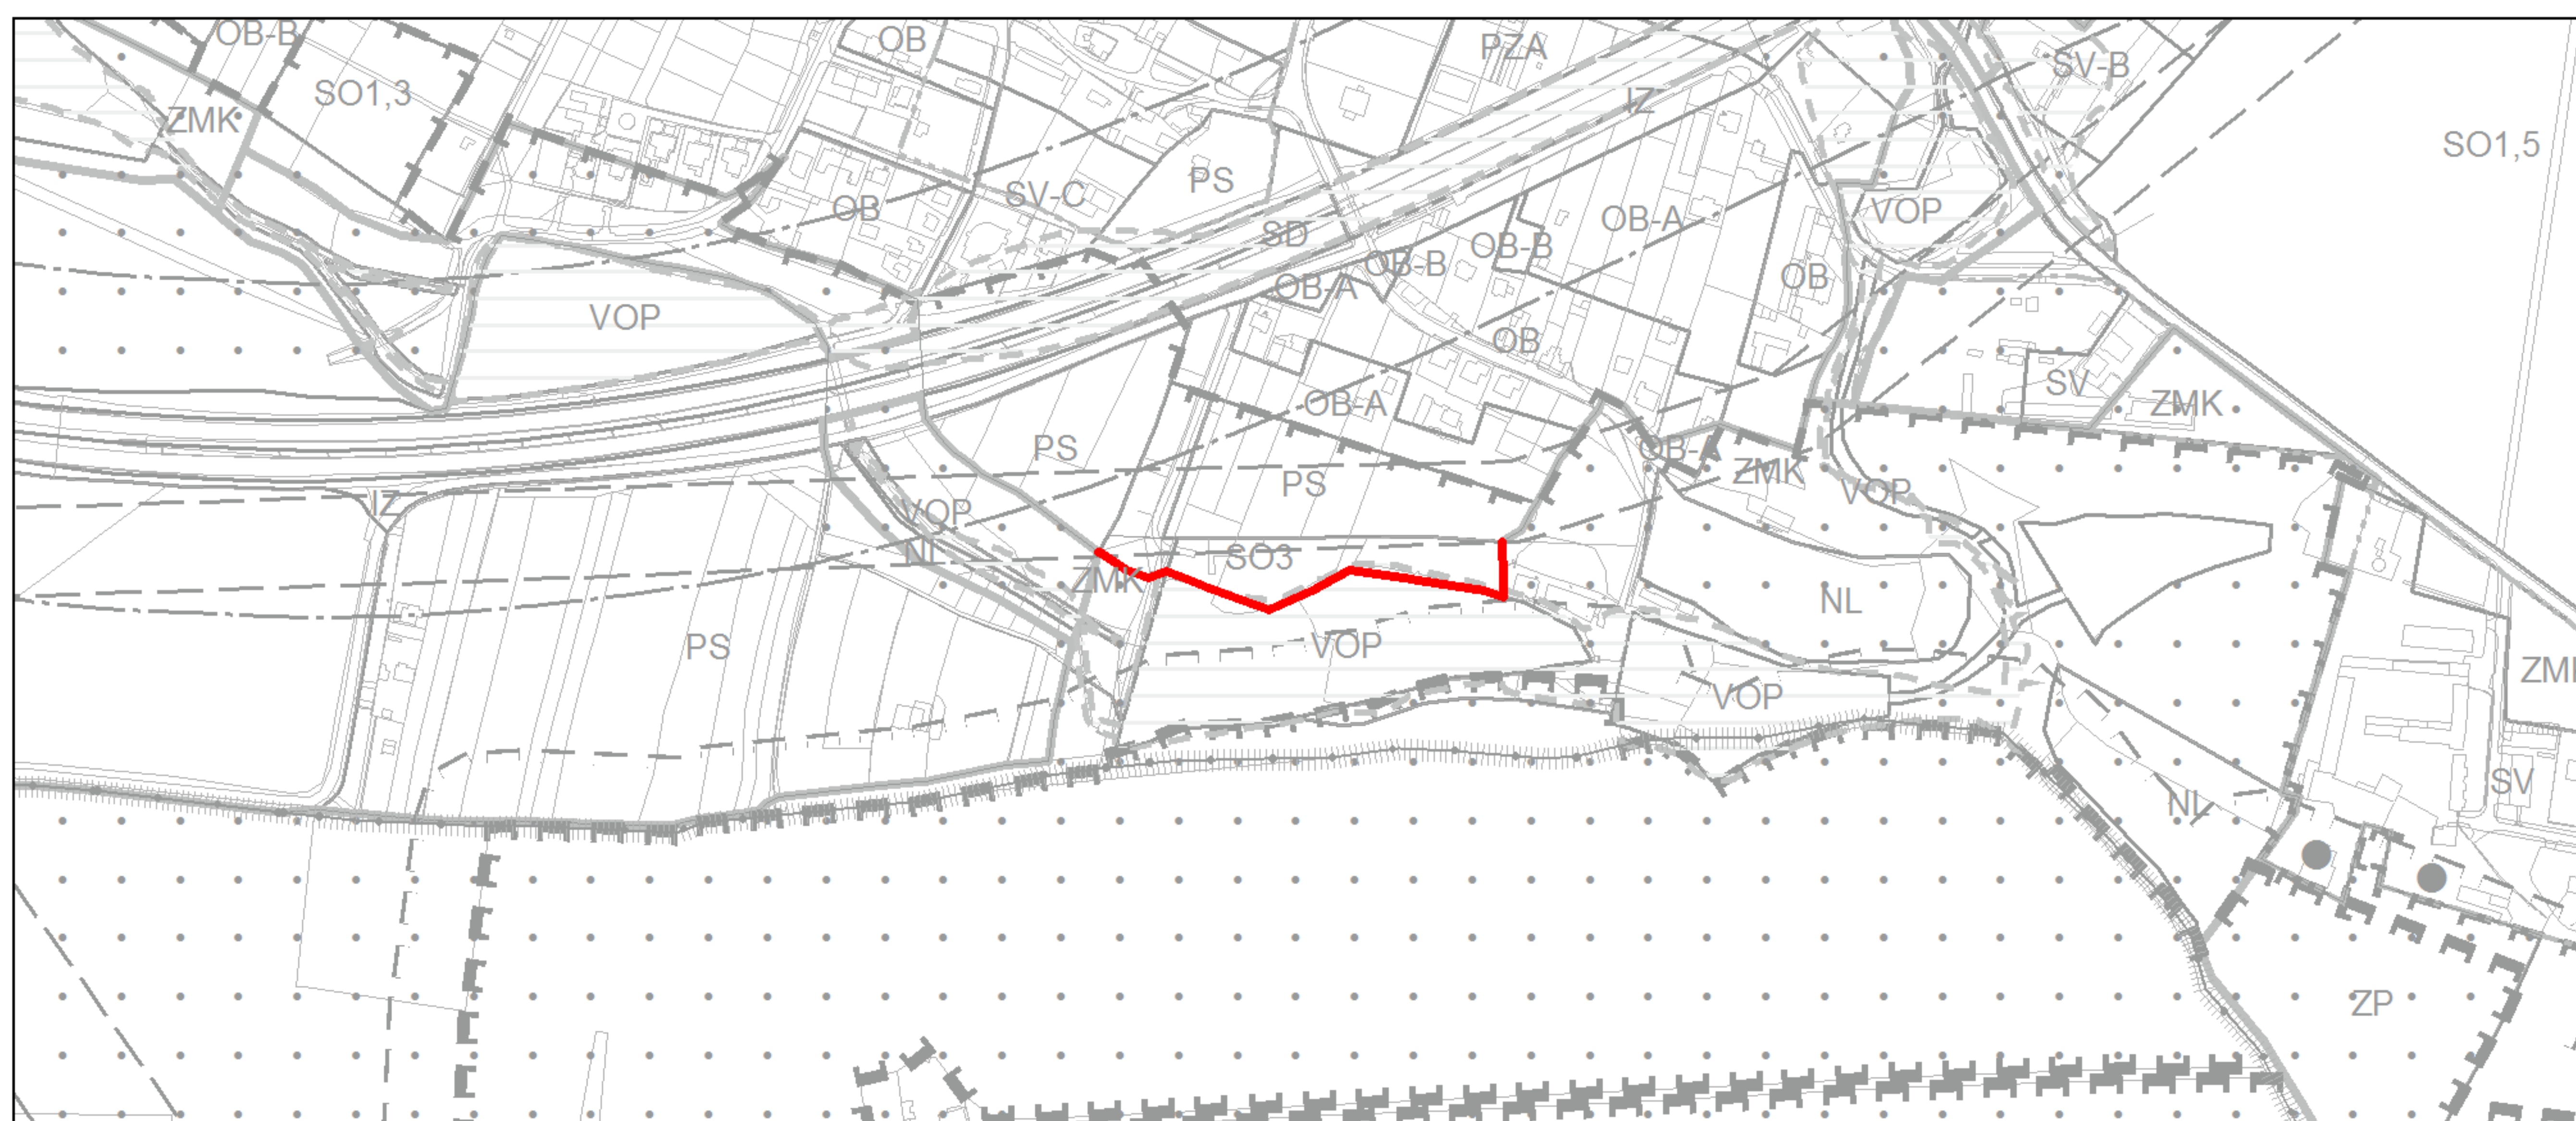 OB-B
OB
PZA
SV-B
SO1,3
IZ
ZMK
SO1,5
PS
SV-C
OB
VOP
OB-A
SD
OB-B
OB-B
OB
OB-A
VOP
OB
SV
ZMK
OB-A
PS
OB-A
ZMK
PS
VOP
IZ
VOP
NL
SO3
ZMK
NL
PS
VOP
VOP
ZM
SV
NL
ZP